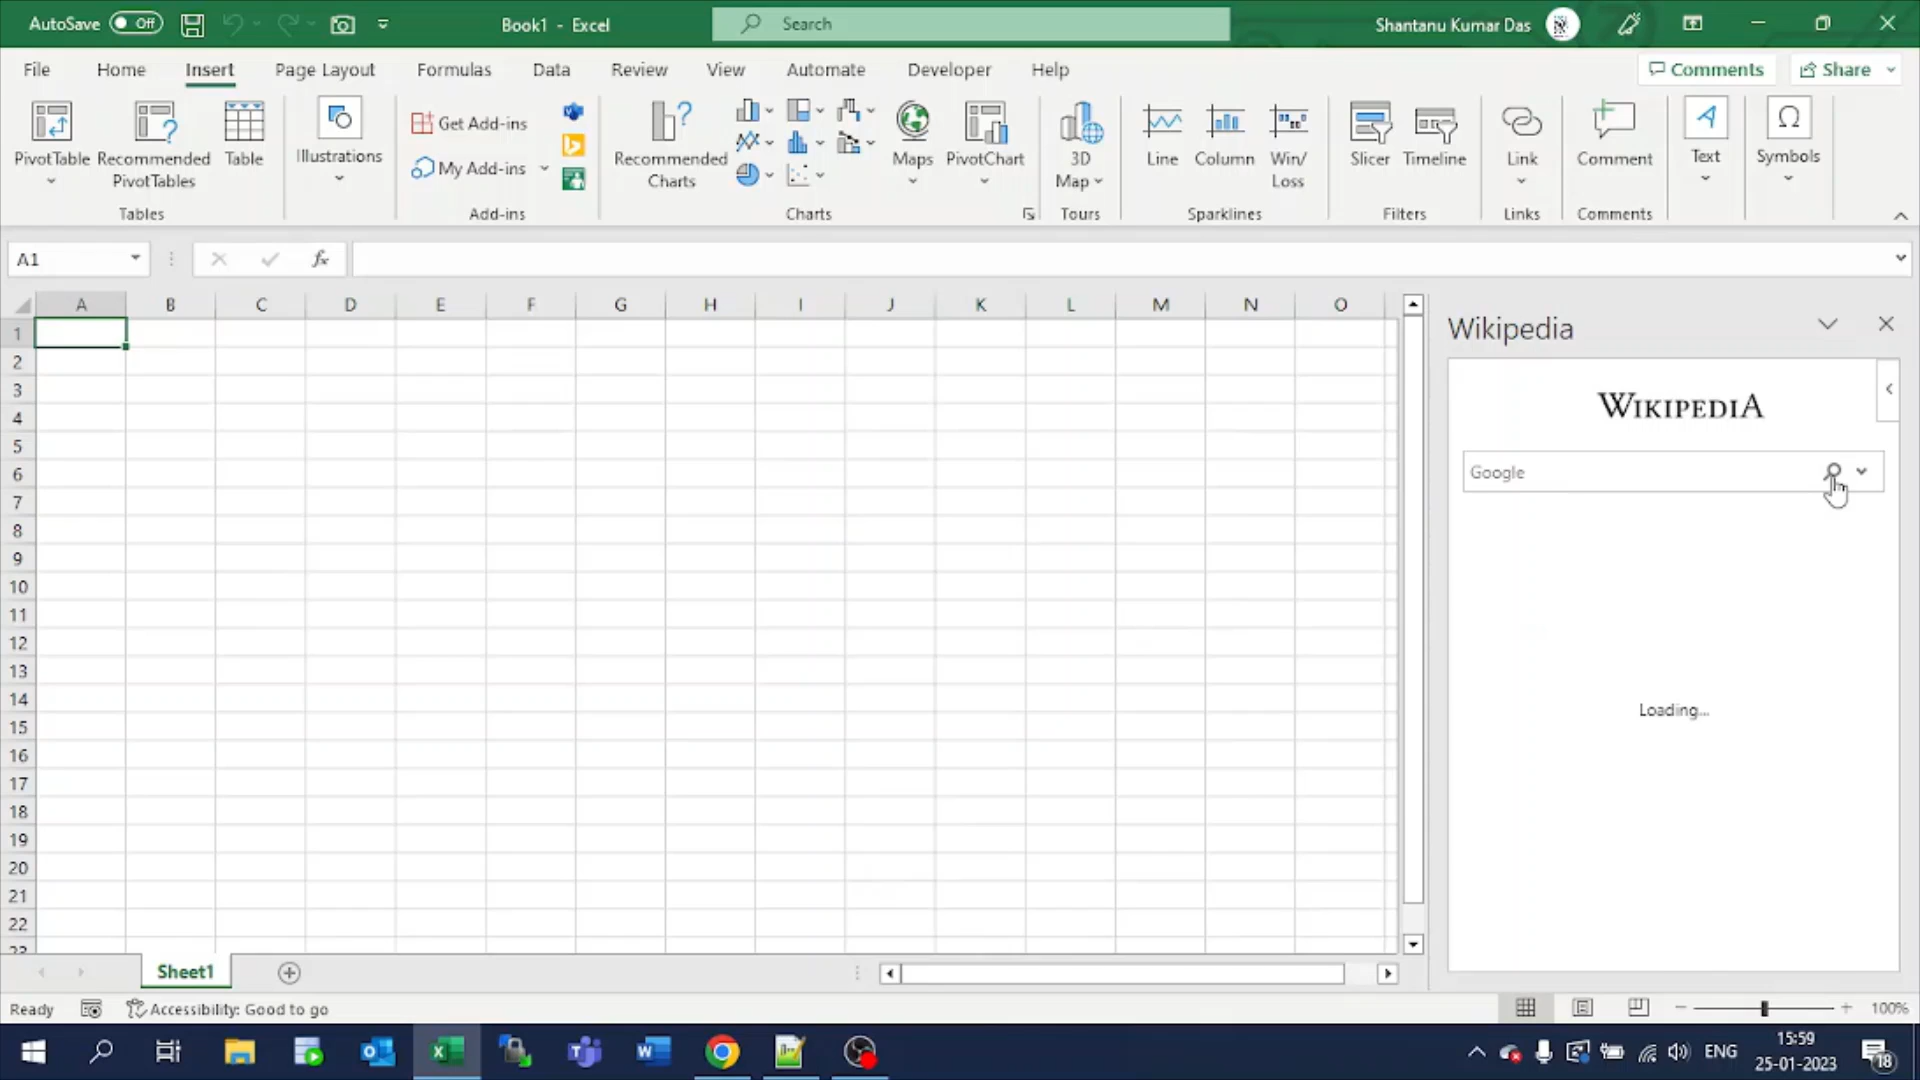 AutoSave Off Book1 - Excel Search Shantanu Kumar Das
File Home Insert Page Layout Formulas Data Review View Automate Developer Help Comments Share
PivotTable
Recommended
PivotTables
Table
Tables
Illustrations
Get Add-ins
My Add-ins
Add-ins
Recommended
Charts
Maps
PivotChart
Charts
3D
Map
Tours
Line
Column
Win/
Loss
Sparklines
Slicer
Timeline
Filters
Link
Links
Comment
Comments
Text
Ω
Symbols
A1 fx
A B C D E F G H I J K L M N O
1
2
3
4
5
6
7
8
9
10
11
12
13
14
15
16
17
18
19
20
21
22
23
Wikipedia
WIKIPEDIA
Google
Loading...
Sheet1
Ready Accessibility: Good to go 100%
ENG
15:59
25-01-2023
18